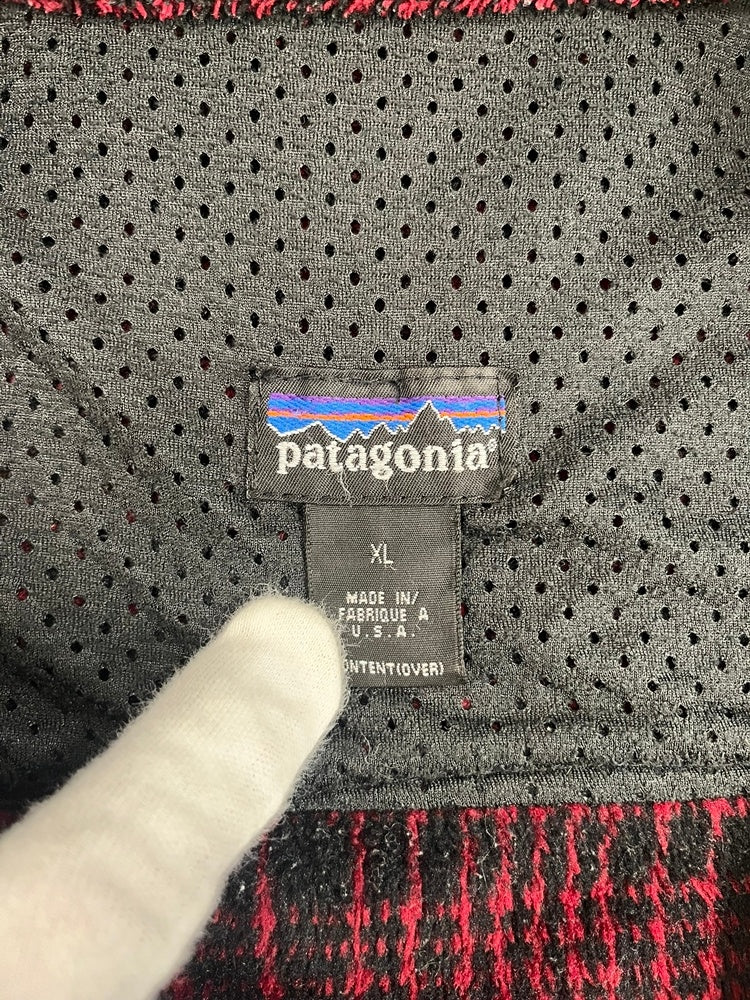 patagonia®
XL
MADE IN/
FABRIQUE A
U.S.A.
ONTENT(OVER)